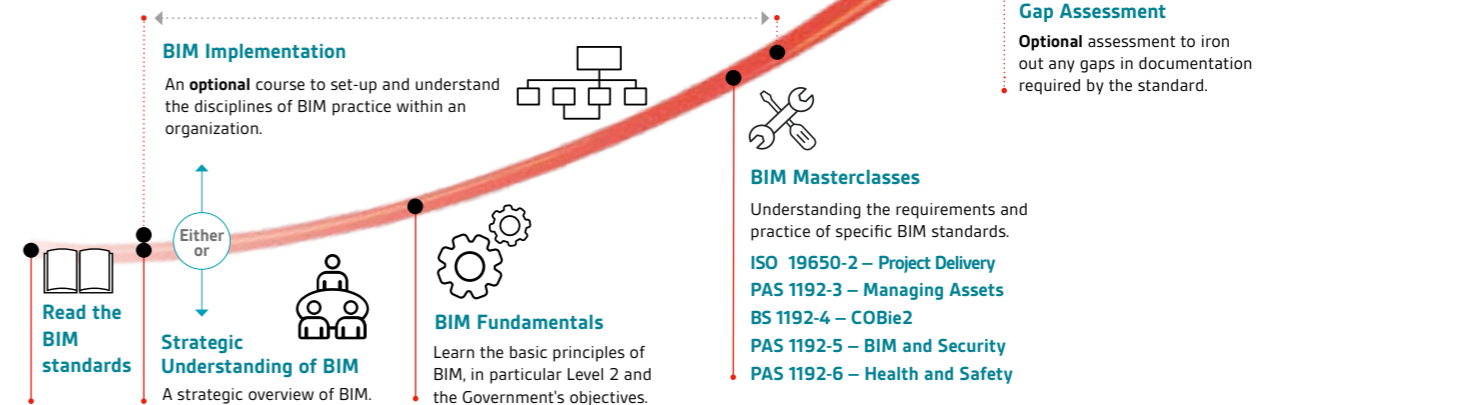 Gap Assessment
Optional assessment to iron
out any gaps in documentation
required by the standard.
BIM Implementation
An optional course to set-up and understand
the disciplines of BIM practice within an
organization.
Either
or
Read the
BIM
standards
Strategic
Understanding of BIM
A strategic overview of BIM.
BIM Fundamentals
Learn the basic principles of
BIM, in particular Level 2 and
the Government's objectives.
BIM Masterclasses
Understanding the requirements and
practice of specific BIM standards.
ISO 19650-2 – Project Delivery
PAS 1192-3 – Managing Assets
BS 1192-4 – COBie2
PAS 1192-5 – BIM and Security
PAS 1192-6 – Health and Safety